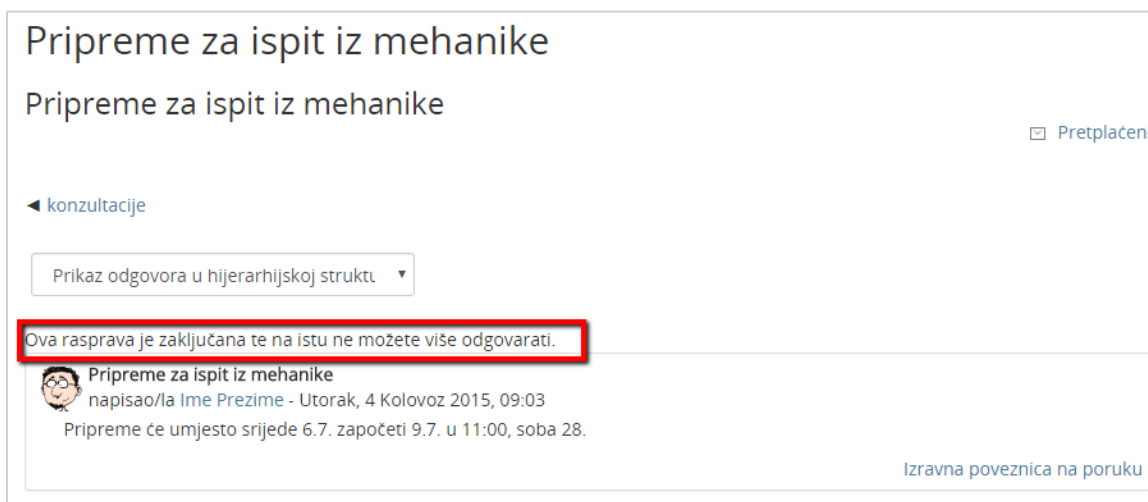 Pripreme za ispit iz mehanike
Pripreme za ispit iz mehanike
Pretplaćen
◄ konzultacije
Prikaz odgovora u hijerarhijskoj struktu
Ova rasprava je zaključana te na istu ne možete više odgovarati.
Pripreme za ispit iz mehanike
napisao/la Ime Prezime - Utorak, 4 Kolovoz 2015, 09:03
Pripreme će umjesto srijede 6.7. započeti 9.7. u 11:00, soba 28.
Izravna poveznica na poruku